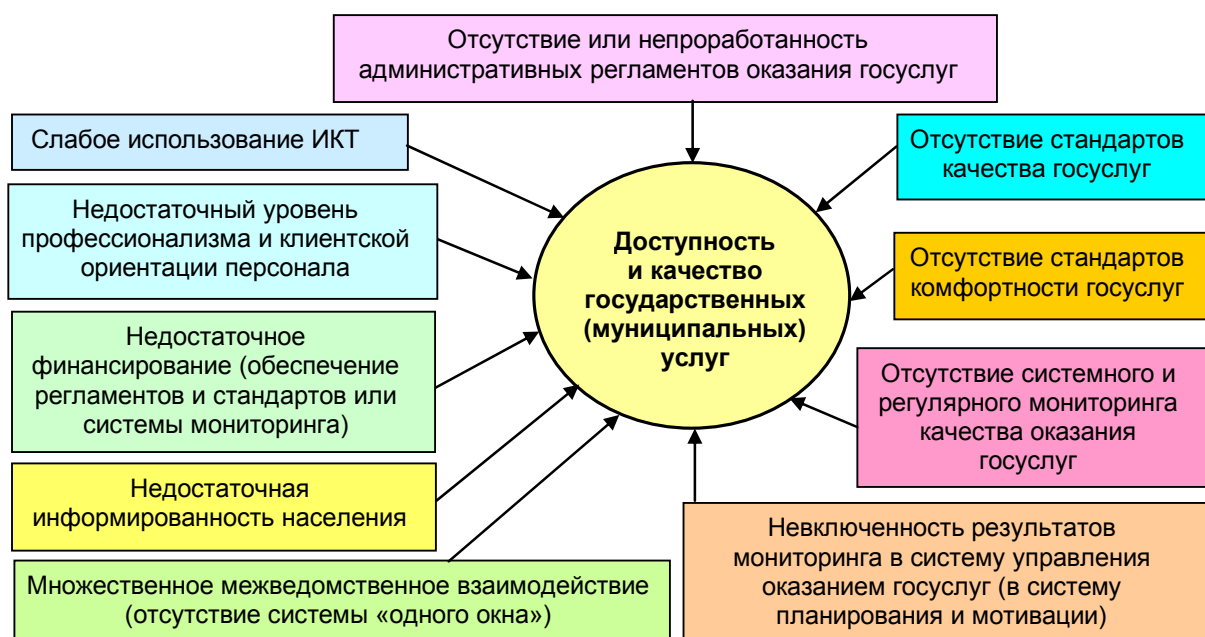 Отсутствие или непроработанность
административных регламентов оказания госуслуг
Слабое использование ИКТ
Недостаточный уровень
профессионализма и клиентской
ориентации персонала
Недостаточное
финансирование (обеспечение
регламентов и стандартов или
системы мониторинга)
Недостаточная
информированность населения
Множественное межведомственное взаимодействие
(отсутствие системы «одного окна»)
Доступность
и качество
государственных
(муниципальных)
услуг
Отсутствие стандартов
качества госуслуг
Отсутствие стандартов
комфортности госуслуг
Отсутствие системного и
регулярного мониторинга
качества оказания
госуслуг
Невключенность результатов
мониторинга в систему управления
оказанием госуслуг (в систему
планирования и мотивации)